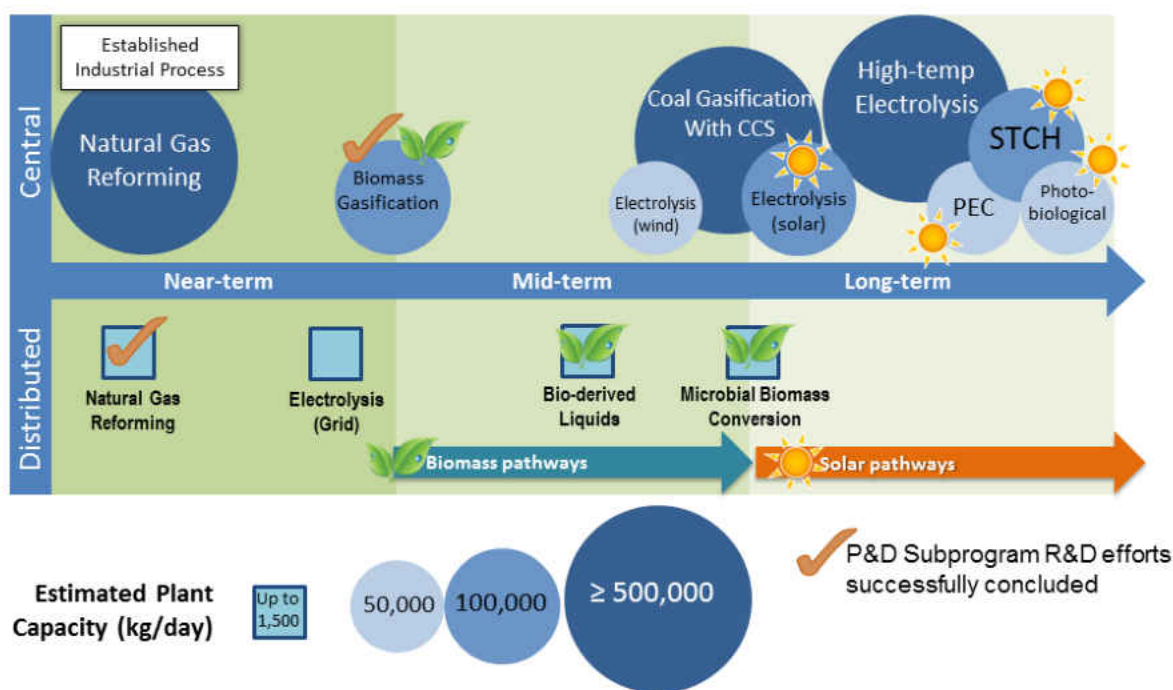 Established
Industrial Process
Central
Natural Gas
Reforming
Biomass
Gasification
Coal Gasification
With CCS
Electrolysis
(wind)
Electrolysis
(solar)
High-temp
Electrolysis
STCH
PEC
Photo-
biological
Near-term
Mid-term
Long-term
Distributed
Natural Gas
Reforming
Electrolysis
(Grid)
Bio-derived
Liquids
Microbial Biomass
Conversion
Biomass pathways
Solar pathways
Estimated Plant
Capacity (kg/day)
Up to
1,500
50,000
100,000
≥ 500,000
P&D Subprogram R&D efforts
successfully concluded